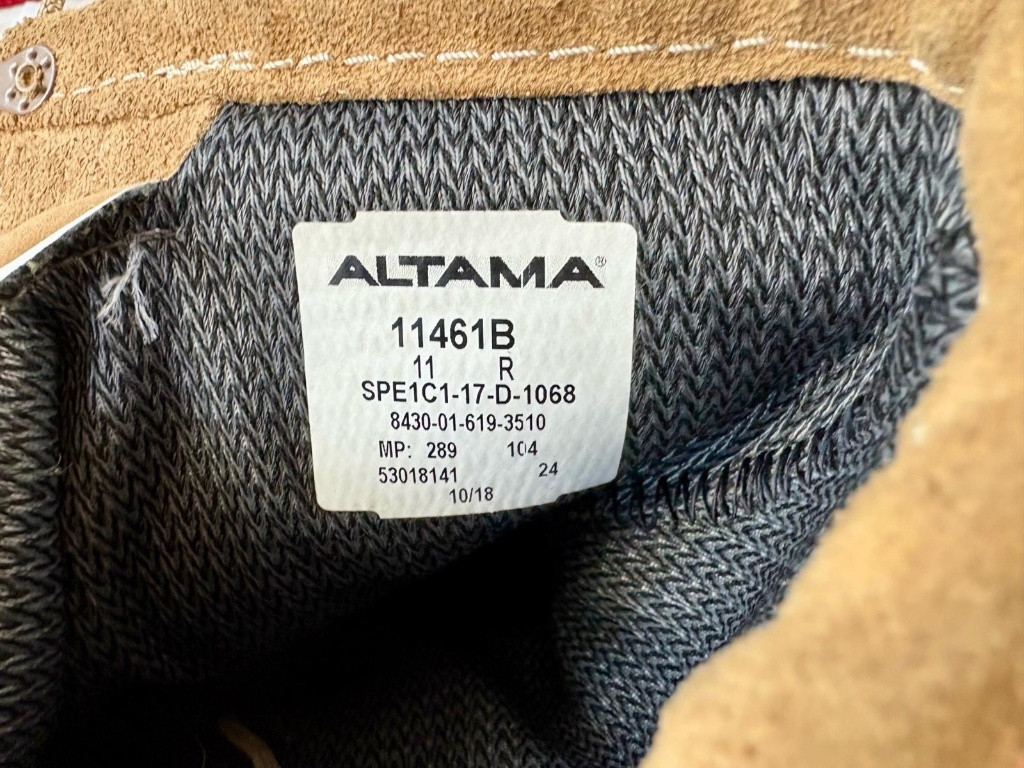 ALTAMA®
11461B
11 R
SPE1C1-17-D-1068
8430-01-619-3510
MP: 289 104
53018141 24
10/18